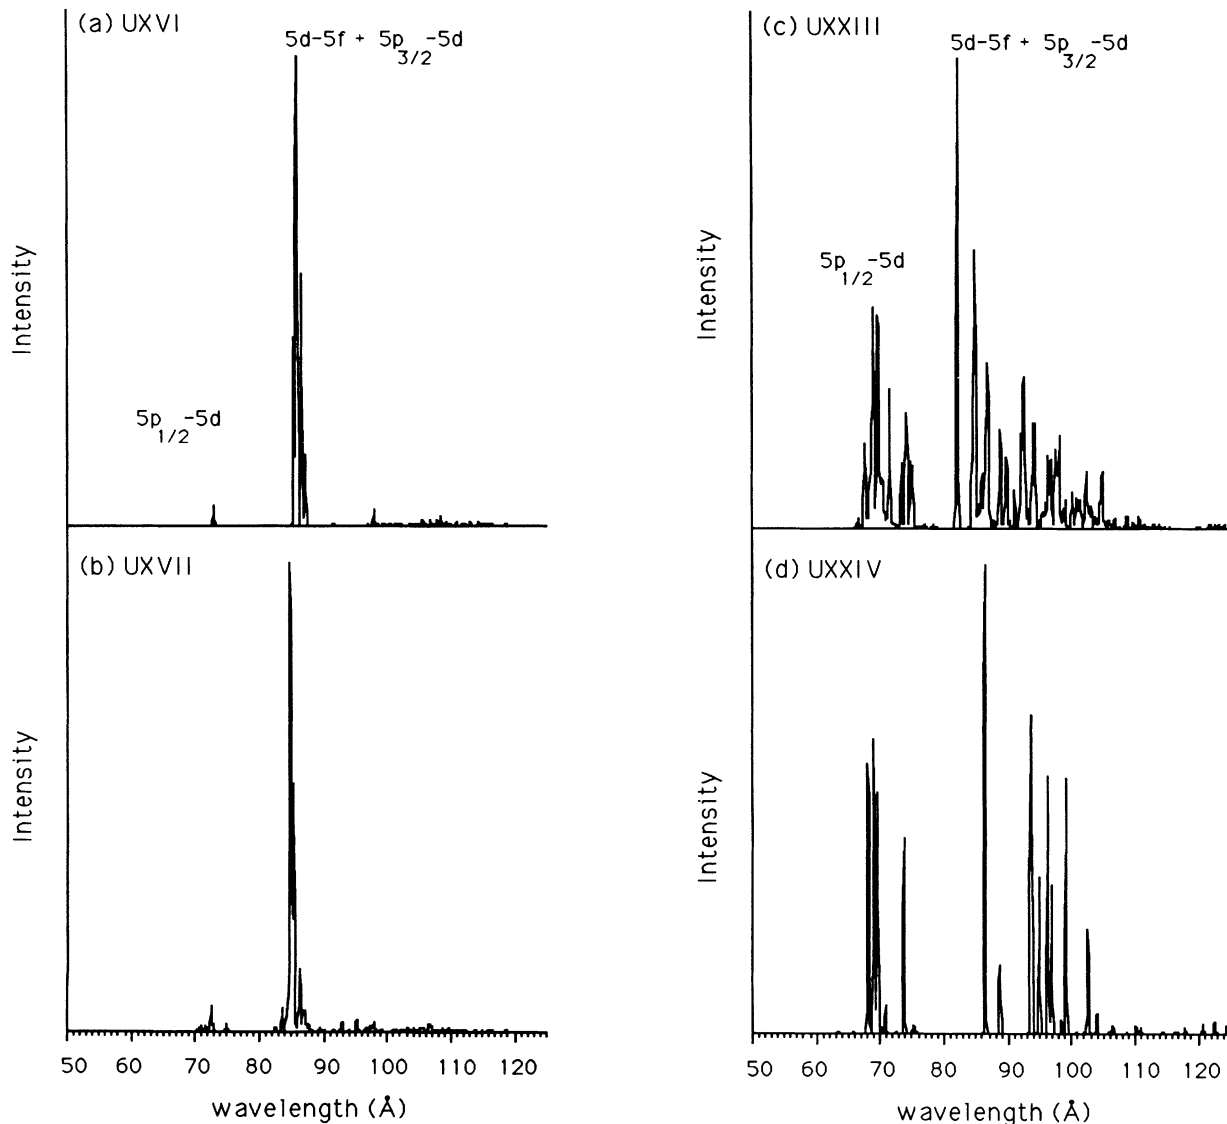 (a) UXVI
5d-5f + 5p3/2-5d
5p1/2-5d
Intensity
(b) UXVII
Intensity
50 60 70 80 90 100 110 120
wavelength (Å)
(c) UXXIII
5d-5f + 5p3/2-5d
5p1/2-5d
Intensity
(d) UXXIV
Intensity
50 60 70 80 90 100 110 120
wavelength (Å)